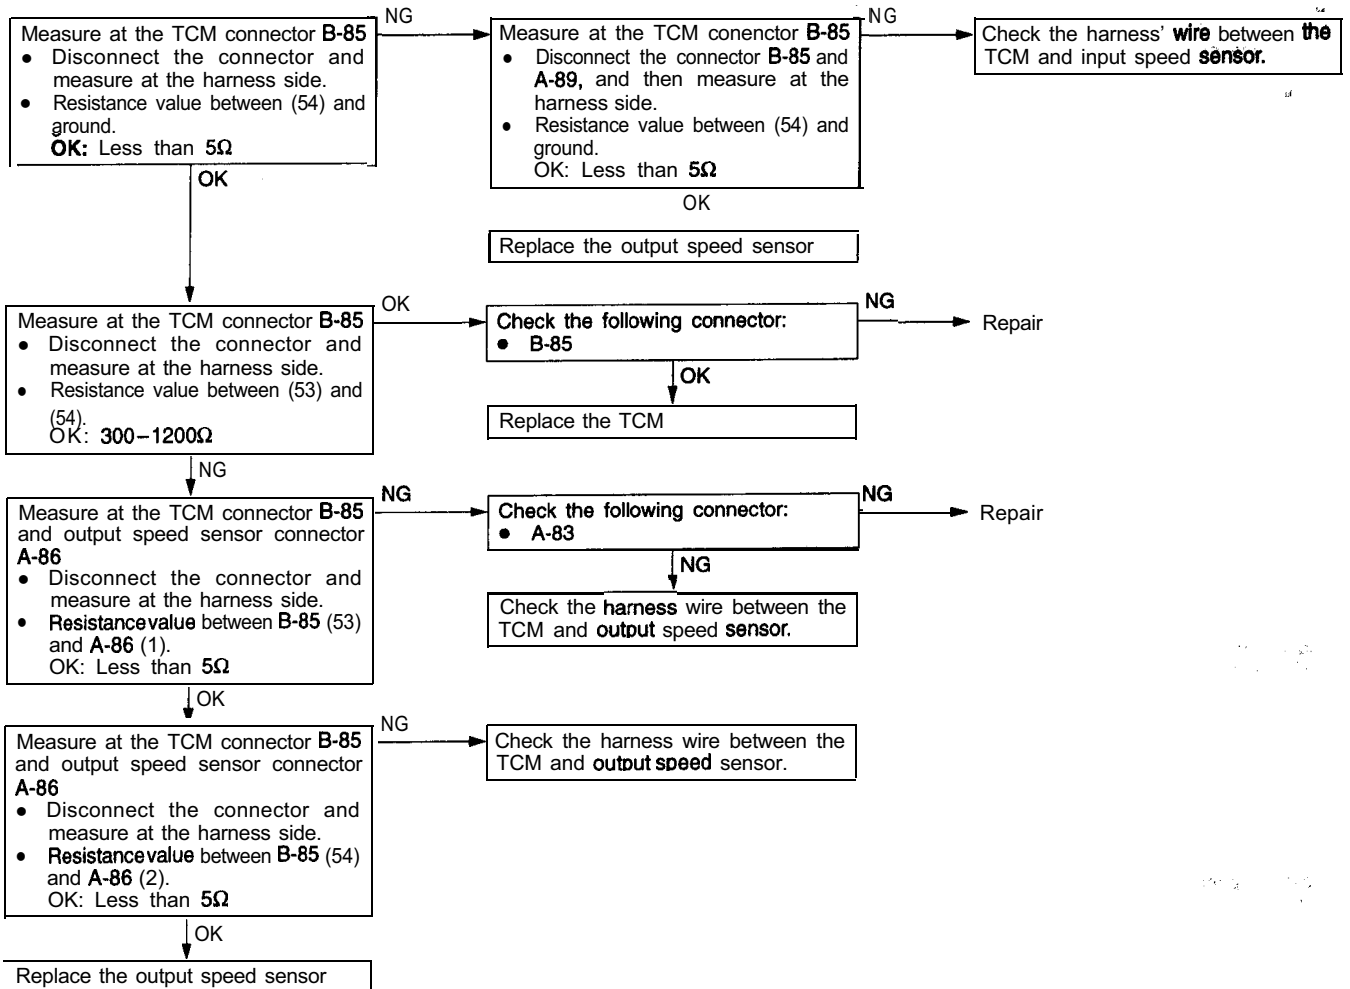 Measure at the TCM connector B-85
● Disconnect the connector and
measure at the harness side.
● Resistance value between (54) and
ground.
OK: Less than 5Ω
NG
Measure at the TCM conenctor B-85
● Disconnect the connector B-85 and
A-89, and then measure at the
harness side.
● Resistance value between (54) and
ground.
OK: Less than 5Ω
NG
Check the harness' wire between the
TCM and input speed sensor.
OK
OK
Replace the output speed sensor
Measure at the TCM connector B-85
● Disconnect the connector and
measure at the harness side.
● Resistance value between (53) and
(54).
OK: 300–1200Ω
OK
Check the following connector:
● B-85
NG
Repair
OK
Replace the TCM
NG
Measure at the TCM connector B-85
and output speed sensor connector
A-86
● Disconnect the connector and
measure at the harness side.
● Resistance value between B-85 (53)
and A-86 (1).
OK: Less than 5Ω
NG
Check the following connector:
● A-83
NG
Repair
NG
Check the harness wire between the
TCM and output speed sensor.
OK
Measure at the TCM connector B-85
and output speed sensor connector
A-86
● Disconnect the connector and
measure at the harness side.
● Resistance value between B-85 (54)
and A-86 (2).
OK: Less than 5Ω
NG
Check the harness wire between the
TCM and output speed sensor.
OK
Replace the output speed sensor